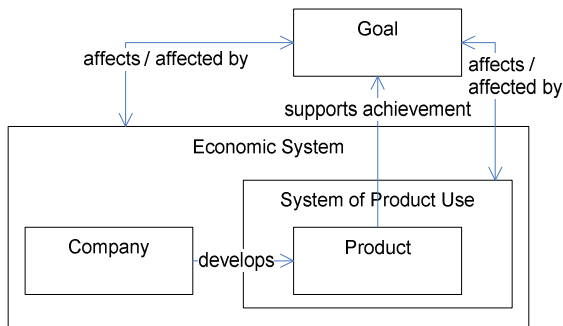 Goal
affects / affected by
affects /
affected by
supports achievement
Economic System
System of Product Use
Company
develops
Product